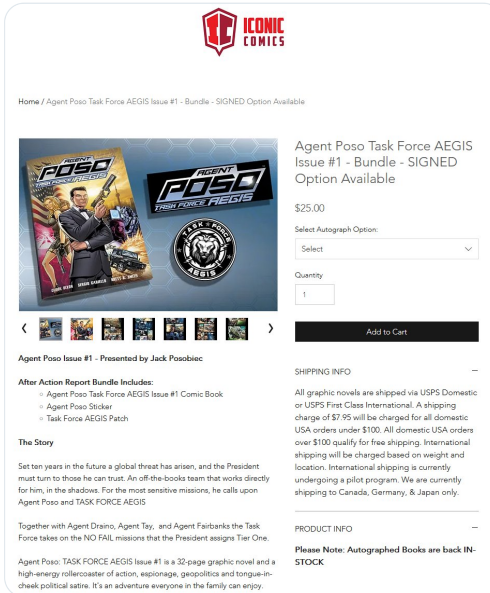 ICONIC
COMICS
Home / Agent Poso Task Force AEGIS Issue #1 - Bundle - SIGNED Option Available
AGENT
POSO
TASK FORCE AEGIS
AGENT
POSO
TASK FORCE AEGIS
TASK FORCE
AEGIS
CHUCK DIXON
Agent Poso Issue #1 - Presented by Jack Posobiec
After Action Report Bundle Includes:
Agent Poso Task Force AEGIS Issue #1 Comic Book
Agent Poso Sticker
Task Force AEGIS Patch
The Story
Set ten years in the future a global threat has arisen, and the President
must turn to those he can trust. An off-the-books team that works directly
for him, in the shadows. For the most sensitive missions, he calls upon
Agent Poso and TASK FORCE AEGIS
Together with Agent Draino, Agent Tay, and Agent Fairbanks the Task
Force takes on the NO FAIL missions that the President assigns Tier One.
Agent Poso: TASK FORCE AEGIS Issue #1 is a 32-page graphic novel and a
high-energy rollercoaster of action, espionage, geopolitics and tongue-in-
cheek political satire. It's an adventure everyone in the family can enjoy.
Agent Poso Task Force AEGIS
Issue #1 - Bundle - SIGNED
Option Available
$25.00
Select Autograph Option:
Select
Quantity
1
Add to Cart
SHIPPING INFO
All graphic novels are shipped via USPS Domestic
or USPS First Class International. A shipping
charge of $7.95 will be charged for all domestic
USA orders under $100. All domestic USA orders
over $100 qualify for free shipping. International
shipping will be charged based on weight and
location. International shipping is currently
undergoing a pilot program. We are currently
shipping to Canada, Germany, & Japan only.
PRODUCT INFO
Please Note: Autographed Books are back IN-
STOCK